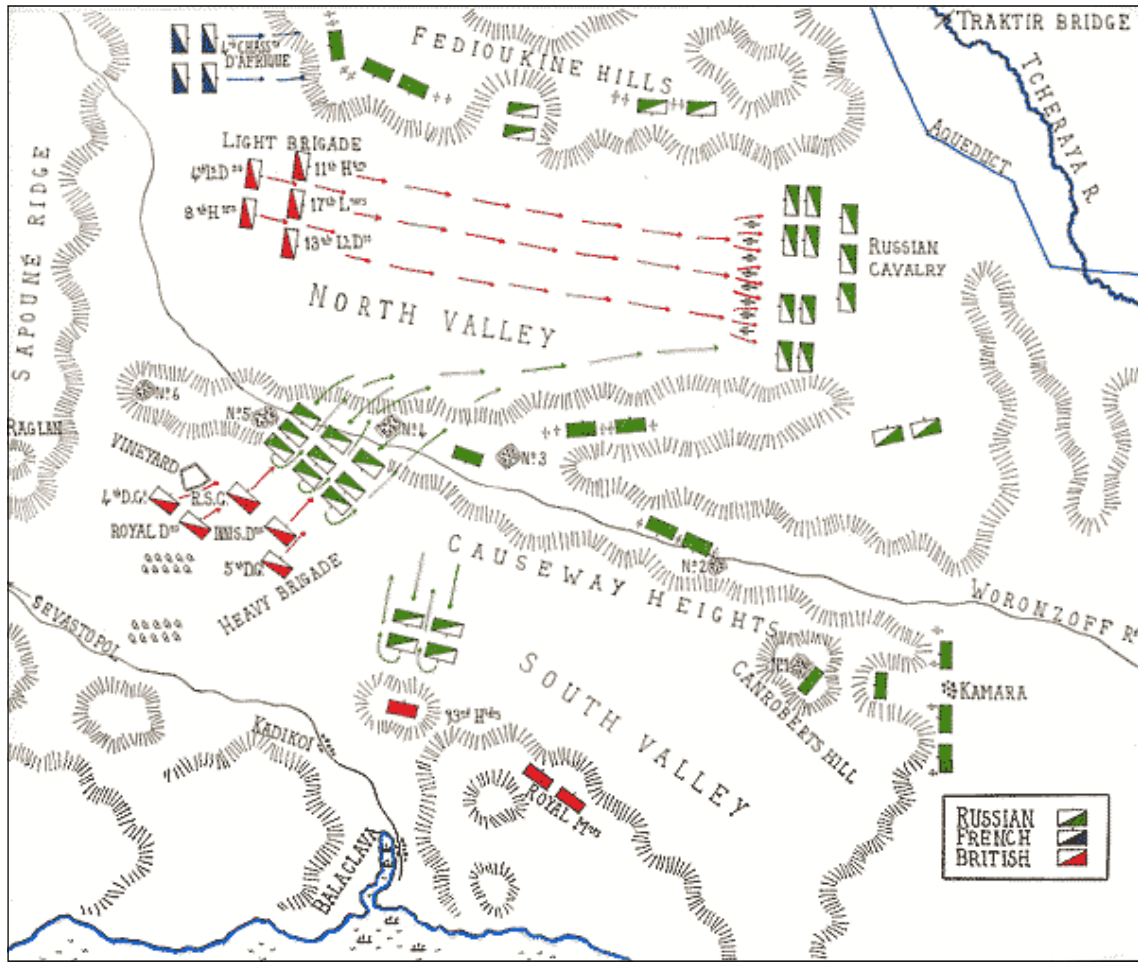 TRAKTIR BRIDGE
4TH CHASSRS
D'AFRIQUE
FEDIOUKINE HILLS
TCHERAYA R.
AQUEDUCT
LIGHT BRIGADE
4TH LT.DNS
11TH HRS
8TH HRS
17TH LRS
13TH LT.D
SAPOUNÉ RIDGE
RUSSIAN
CAVALRY
NORTH VALLEY
No.6
No.5
No.4
No.3
RAGLAN
VINEYARD
4TH D.G.
R.S.G.
ROYAL DNS
INNIS. DNS
5TH D.G.
HEAVY BRIGADE
No.2
CAUSEWAY HEIGHTS
WORONZOFF RD
SEVASTOPOL
SOUTH VALLEY
No.1
CANROBERTS HILL
KAMARA
93RD HRS
KADIKOI
ROYAL MNS
BALACLAVA
RUSSIAN
FRENCH
BRITISH